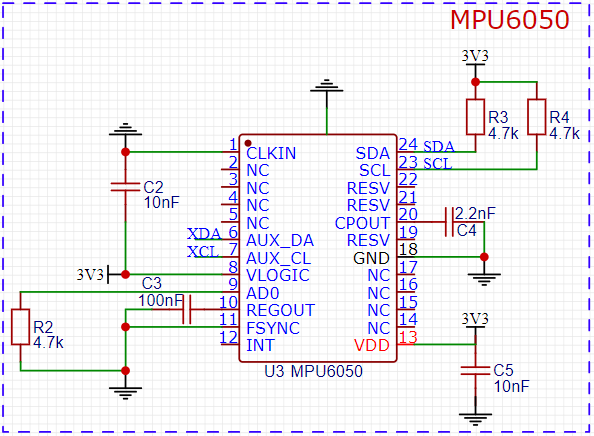 MPU6050
3V3
R3
4.7k
R4
4.7k
1 CLKIN
2 NC
3 NC
4 NC
5 NC
XDA 6 AUX_DA
XCL 7 AUX_CL
3V3 8 VLOGIC
9 AD0
10 REGOUT
11 FSYNC
12 INT
C2
10nF
C3
100nF
R2
4.7k
SDA 24 SDA
SCL 23 SCL
RESV 22
RESV 21
CPOUT 20
RESV 19
GND 18
NC 17
NC 16
NC 15
NC 14
VDD 13
2.2nF
C4
3V3
C5
10nF
U3 MPU6050